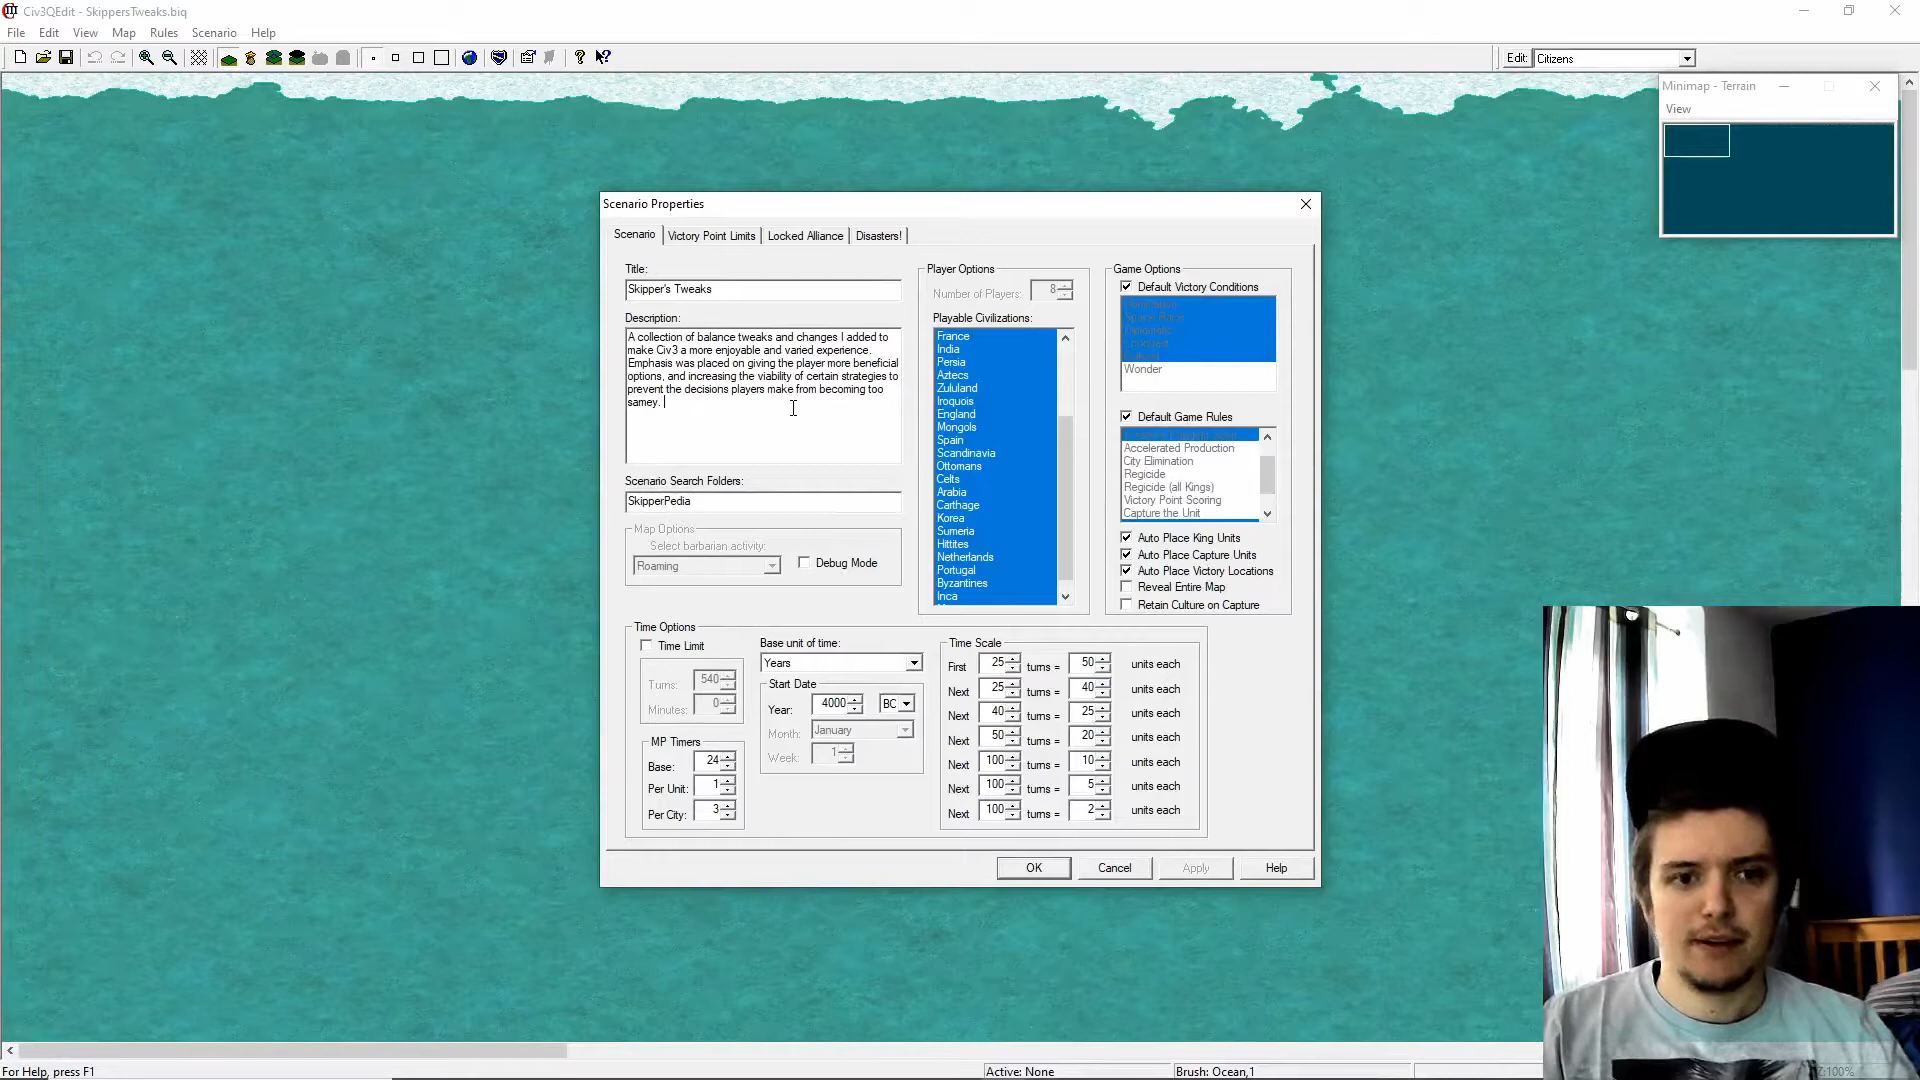 Civ3QEdit - SkippersTweaks.biq
File Edit View Map Rules Scenario Help
Edit: Citizens
Minimap - Terrain
View
Scenario Properties
Scenario Victory Point Limits Locked Alliance Disasters!
Title:
Skipper's Tweaks
Description:
A collection of balance tweaks and changes I added to
make Civ3 a more enjoyable and varied experience.
Emphasis was placed on giving the player more beneficial
options, and increasing the viability of certain strategies to
prevent the decisions players make from becoming too
samey.
Scenario Search Folders:
SkipperPedia
Map Options
Select barbarian activity:
Roaming
Debug Mode
Player Options
Number of Players: 8
Playable Civilizations:
France
India
Persia
Aztecs
Zululand
Iroquois
England
Mongols
Spain
Scandinavia
Ottomans
Celts
Arabia
Carthage
Korea
Sumeria
Hittites
Netherlands
Portugal
Byzantines
Inca
Game Options
Default Victory Conditions
Wonder
Default Game Rules
Accelerated Production
City Elimination
Regicide
Regicide (all Kings)
Victory Point Scoring
Capture the Unit
Auto Place King Units
Auto Place Capture Units
Auto Place Victory Locations
Reveal Entire Map
Retain Culture on Capture
Time Options
Time Limit
Turns: 540
Minutes: 0
MP Timers
Base: 24
Per Unit: 1
Per City: 3
Base unit of time:
Years
Start Date
Year: 4000 BC
Month: January
Week: 1
Time Scale
First 25 turns = 50 units each
Next 25 turns = 40 units each
Next 40 turns = 25 units each
Next 50 turns = 20 units each
Next 100 turns = 10 units each
Next 100 turns = 5 units each
Next 100 turns = 2 units each
OK Cancel Apply Help
For Help, press F1
Active: None
Brush: Ocean,1
Z:100%